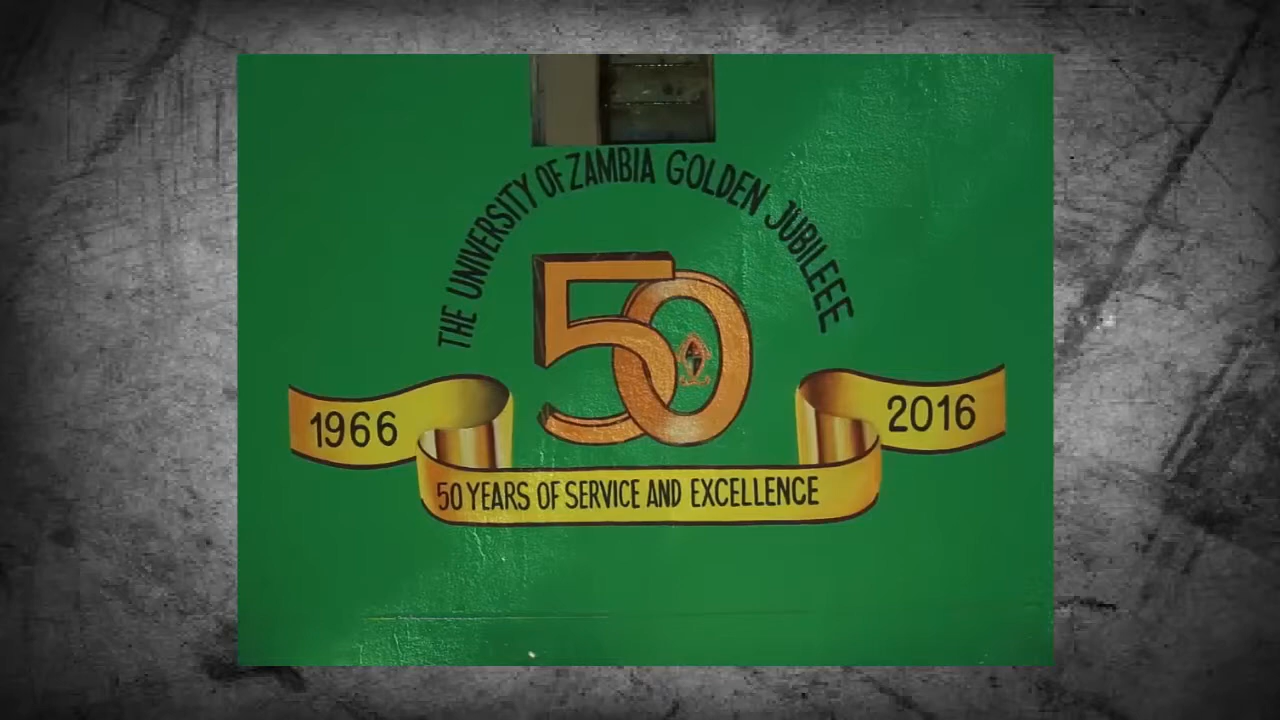 THE UNIVERSITY OF ZAMBIA GOLDEN JUBILEEE
50
1966
2016
50 YEARS OF SERVICE AND EXCELLENCE